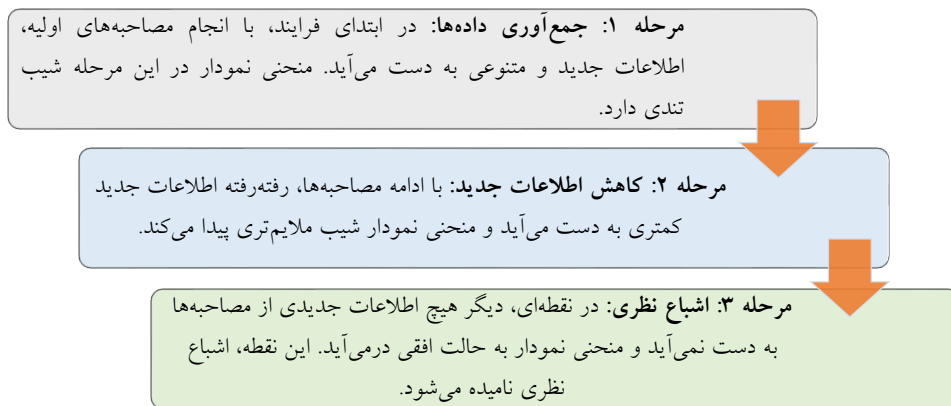 مرحله ۱: جمع‌آوری داده‌ها: در ابتدای فرایند، با انجام مصاحبه‌های اولیه،
اطلاعات جدید و متنوعی به دست می‌آید. منحنی نمودار در این مرحله شیب
تندی دارد.
مرحله ۲: کاهش اطلاعات جدید: با ادامه مصاحبه‌ها، رفته‌رفته اطلاعات جدید
کمتری به دست می‌آید و منحنی نمودار شیب ملایم‌تری پیدا می‌کند.
مرحله ۳: اشباع نظری: در نقطه‌ای، دیگر هیچ اطلاعات جدیدی از مصاحبه‌ها
به دست نمی‌آید و منحنی نمودار به حالت افقی درمی‌آید. این نقطه، اشباع
نظری نامیده می‌شود.